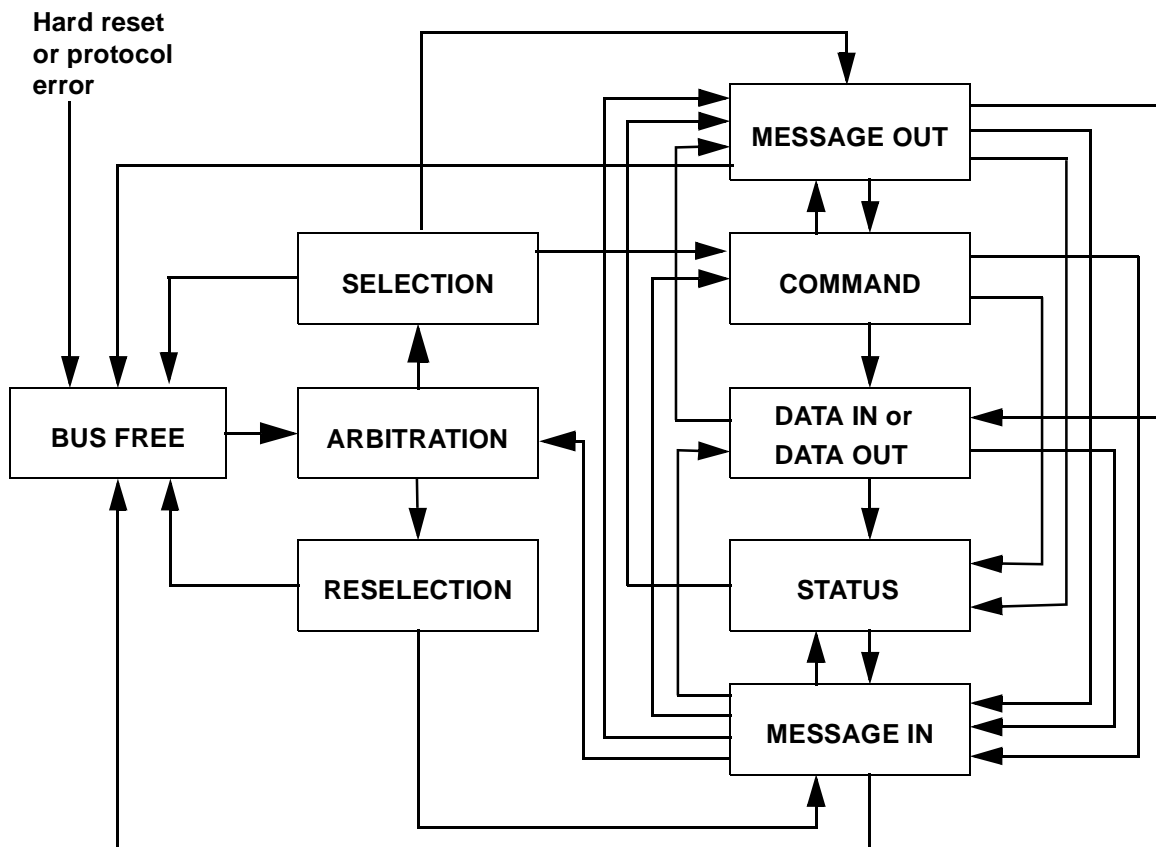 Hard reset
or protocol
error
MESSAGE OUT
SELECTION
COMMAND
BUS FREE
ARBITRATION
DATA IN or
DATA OUT
RESELECTION
STATUS
MESSAGE IN